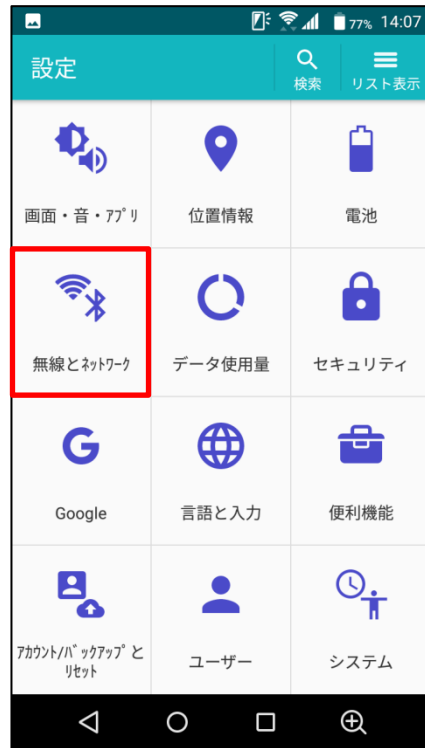 77% 14:07
設定
検索
リスト表示
画面・音・ｱﾌﾟﾘ
位置情報
電池
無線とﾈｯﾄﾜｰｸ
データ使用量
セキュリティ
Google
言語と入力
便利機能
ｱｶｳﾝﾄ/ﾊﾞｯｸｱｯﾌﾟと
ﾘｾｯﾄ
ユーザー
システム